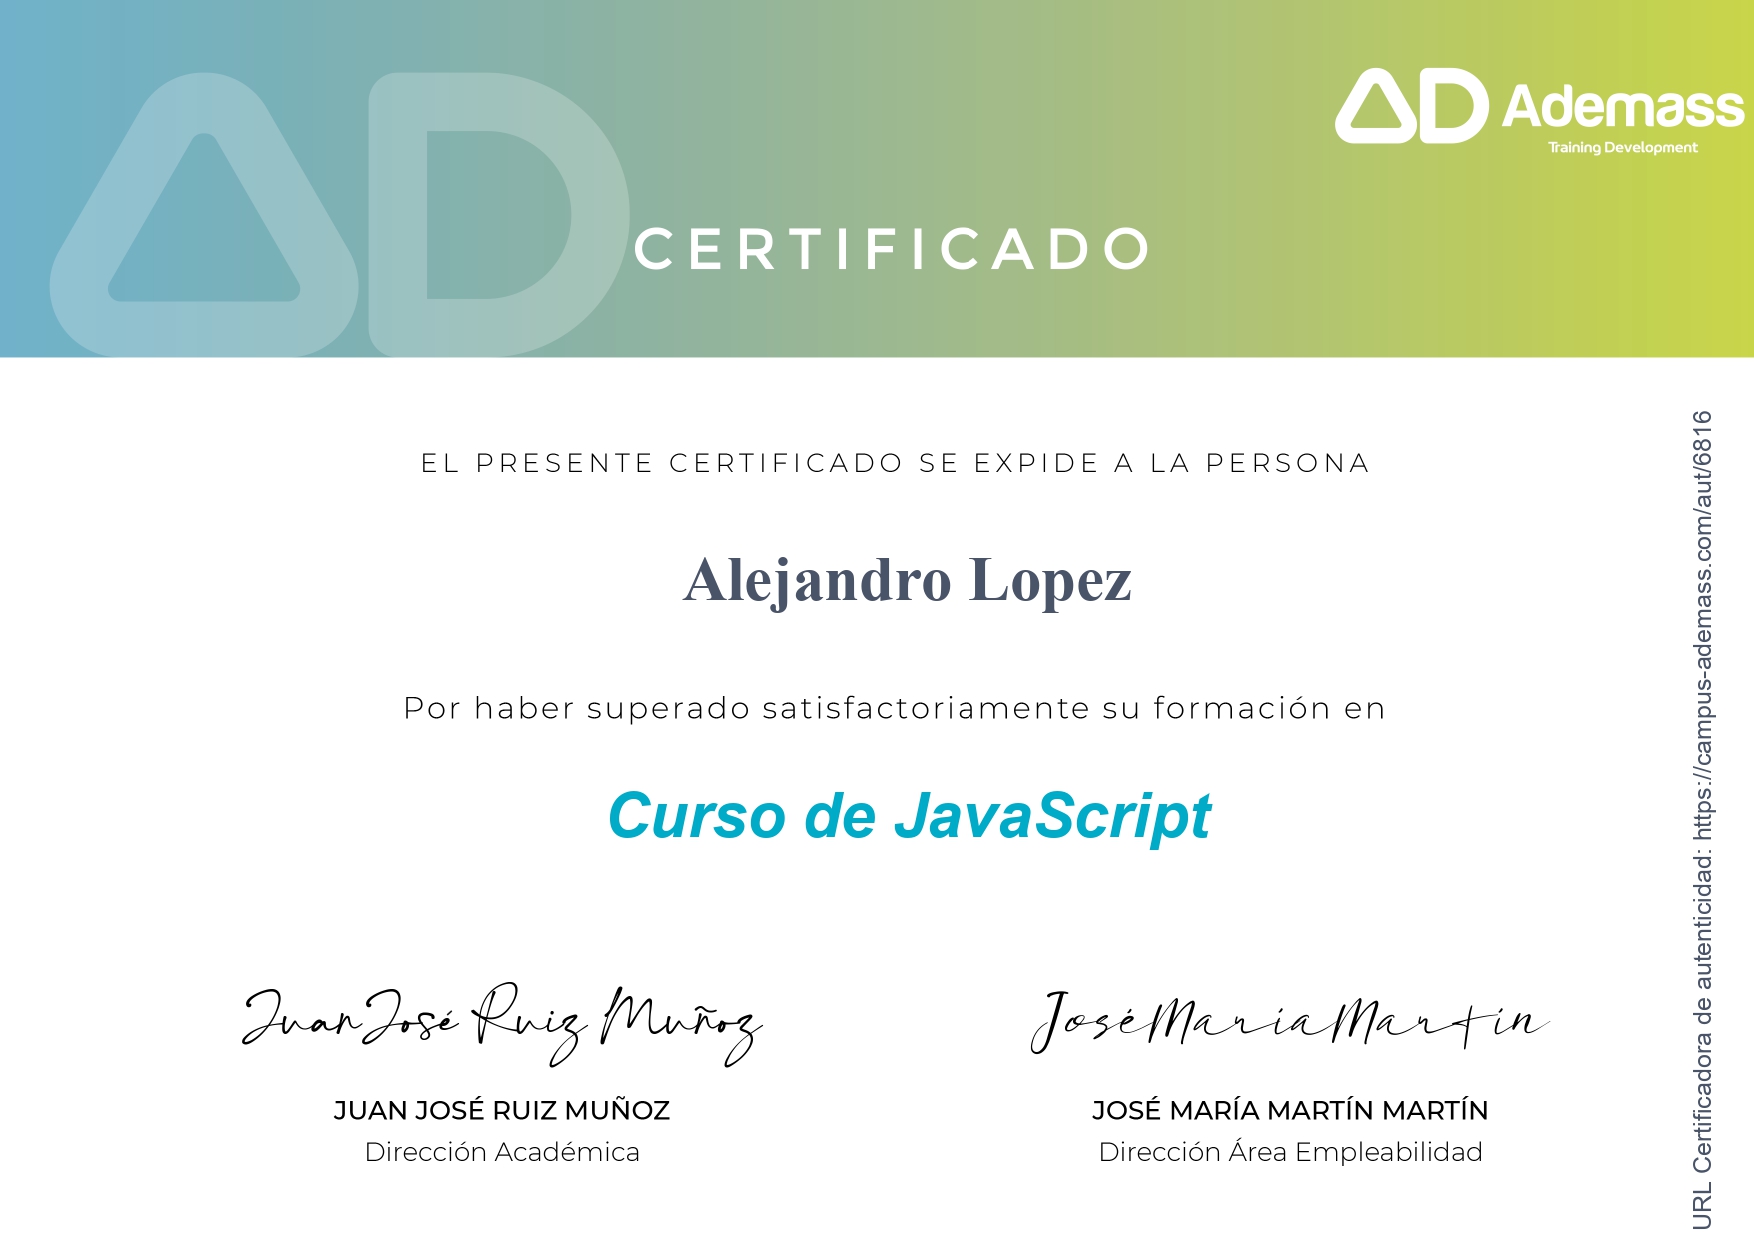 Ademass
Training Development
CERTIFICADO
EL PRESENTE CERTIFICADO SE EXPIDE A LA PERSONA
Alejandro Lopez
Por haber superado satisfactoriamente su formación en
Curso de JavaScript
Juan José Ruiz Muñoz
José María Martín
JUAN JOSÉ RUIZ MUÑOZ
JOSÉ MARÍA MARTÍN MARTÍN
Dirección Académica
Dirección Área Empleabilidad
URL Certificadora de autenticidad: https://campus-ademass.com/aut/6816